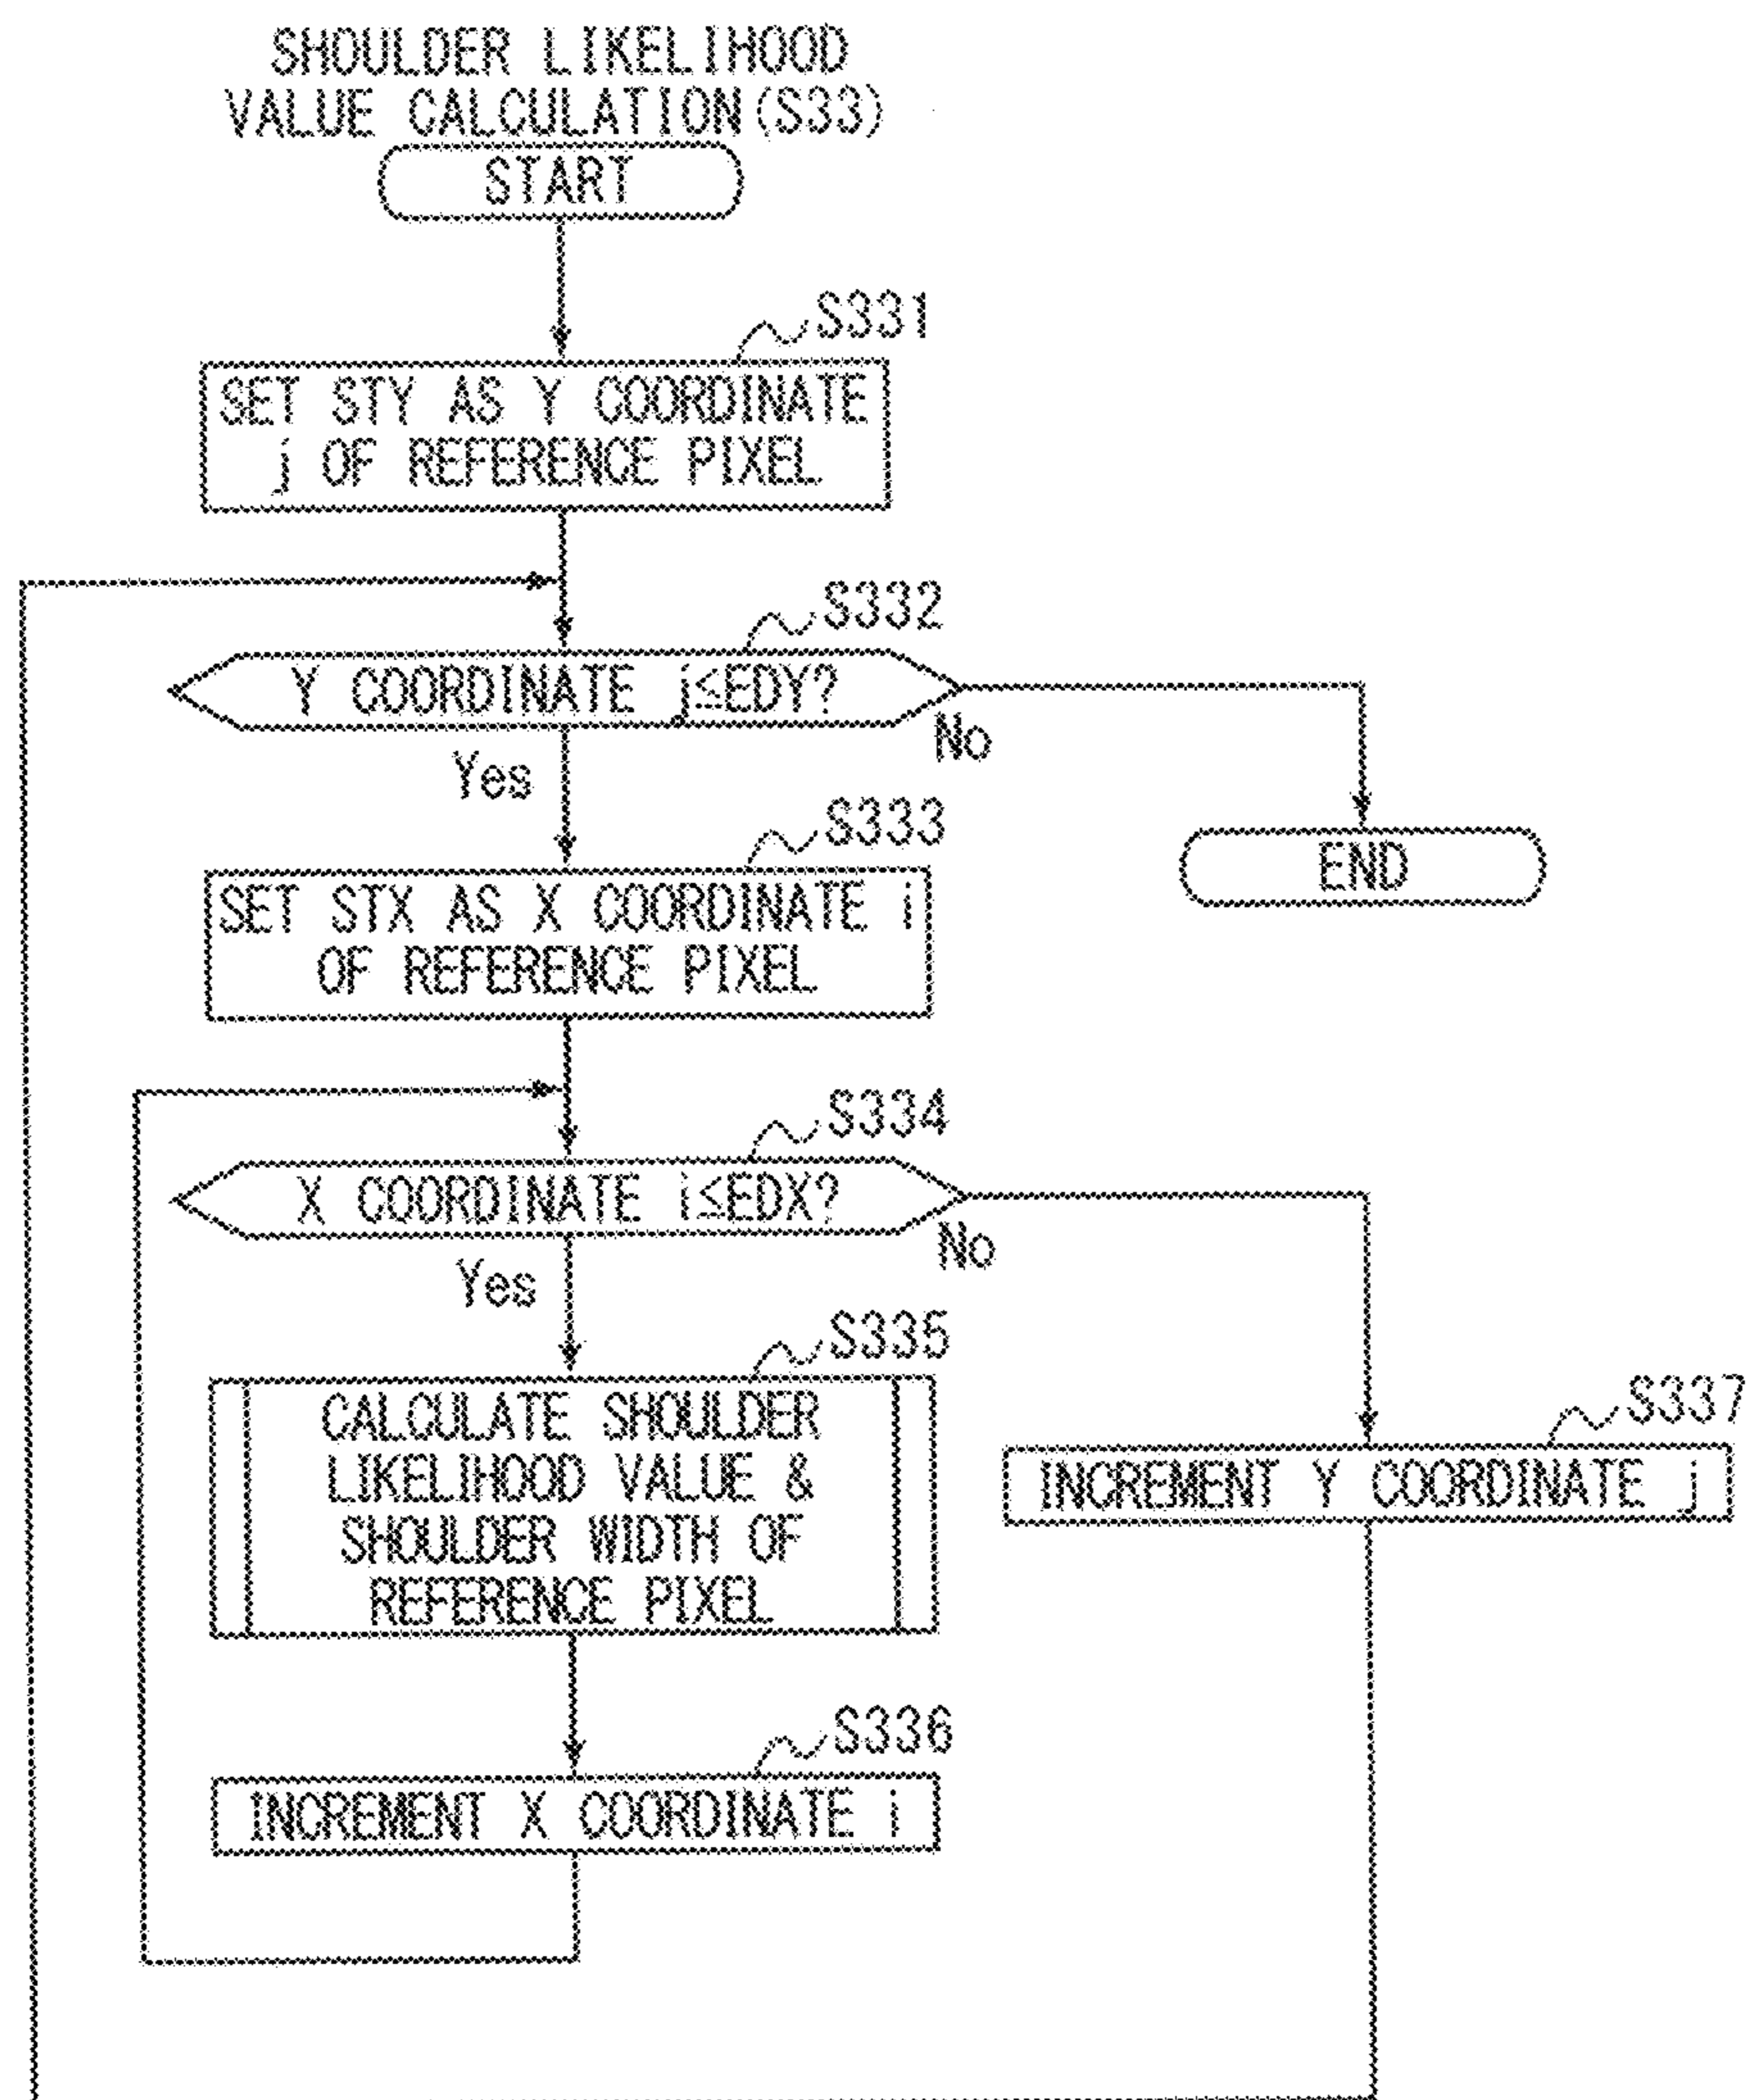 SHOULDER LIKELIHOOD
VALUE CALCULATION(S33)
START
S331
SET STY AS Y COORDINATE
j OF REFERENCE PIXEL
S332
Y COORDINATE j≤EDY?
No
Yes
S333
END
SET STX AS X COORDINATE i
OF REFERENCE PIXEL
S334
X COORDINATE i≤EDX?
No
Yes
S335
CALCULATE SHOULDER
LIKELIHOOD VALUE &
SHOULDER WIDTH OF
REFERENCE PIXEL
S337
INCREMENT Y COORDINATE j
S336
INCREMENT X COORDINATE i